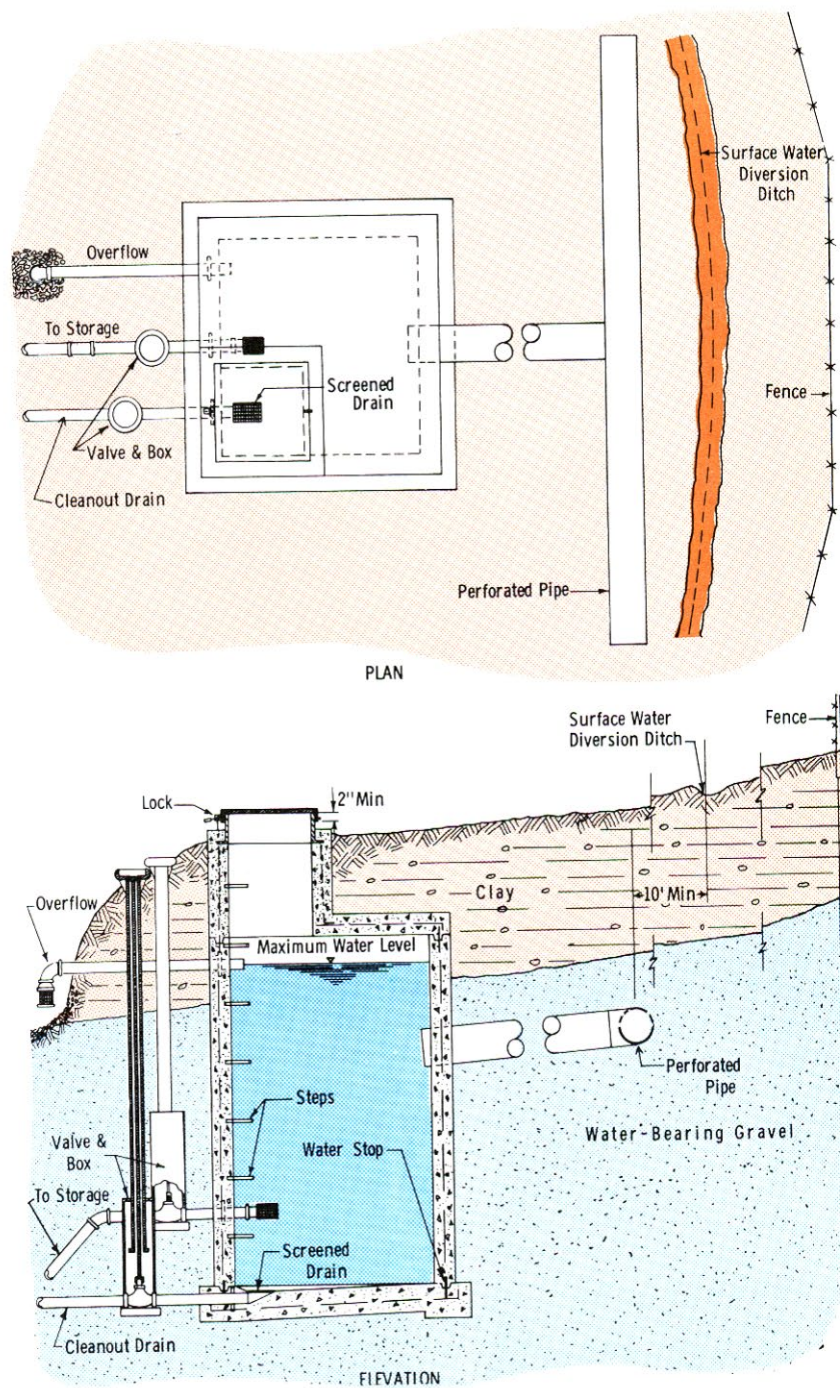 Surface Water
Diversion
Ditch
Overflow
To Storage
Screened
Drain
Fence
Valve & Box
Cleanout Drain
Perforated Pipe
PLAN
Surface Water
Diversion Ditch
Fence
Lock
2" Min
Clay
10' Min
Overflow
Maximum Water Level
Perforated
Pipe
Steps
Water-Bearing Gravel
Valve &
Box
Water Stop
To Storage
Screened
Drain
Cleanout Drain
ELEVATION